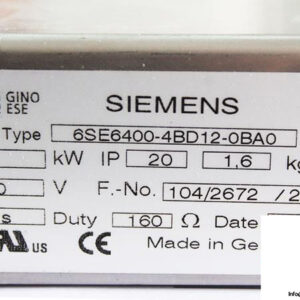 GINO
ESE
SIEMENS
Type 6SE6400-4BD12-0BA0
kW IP 20 1,6
V F.-No. 104/2672 / 2
s Duty 160 Ω Date
US CE
Made in Ge